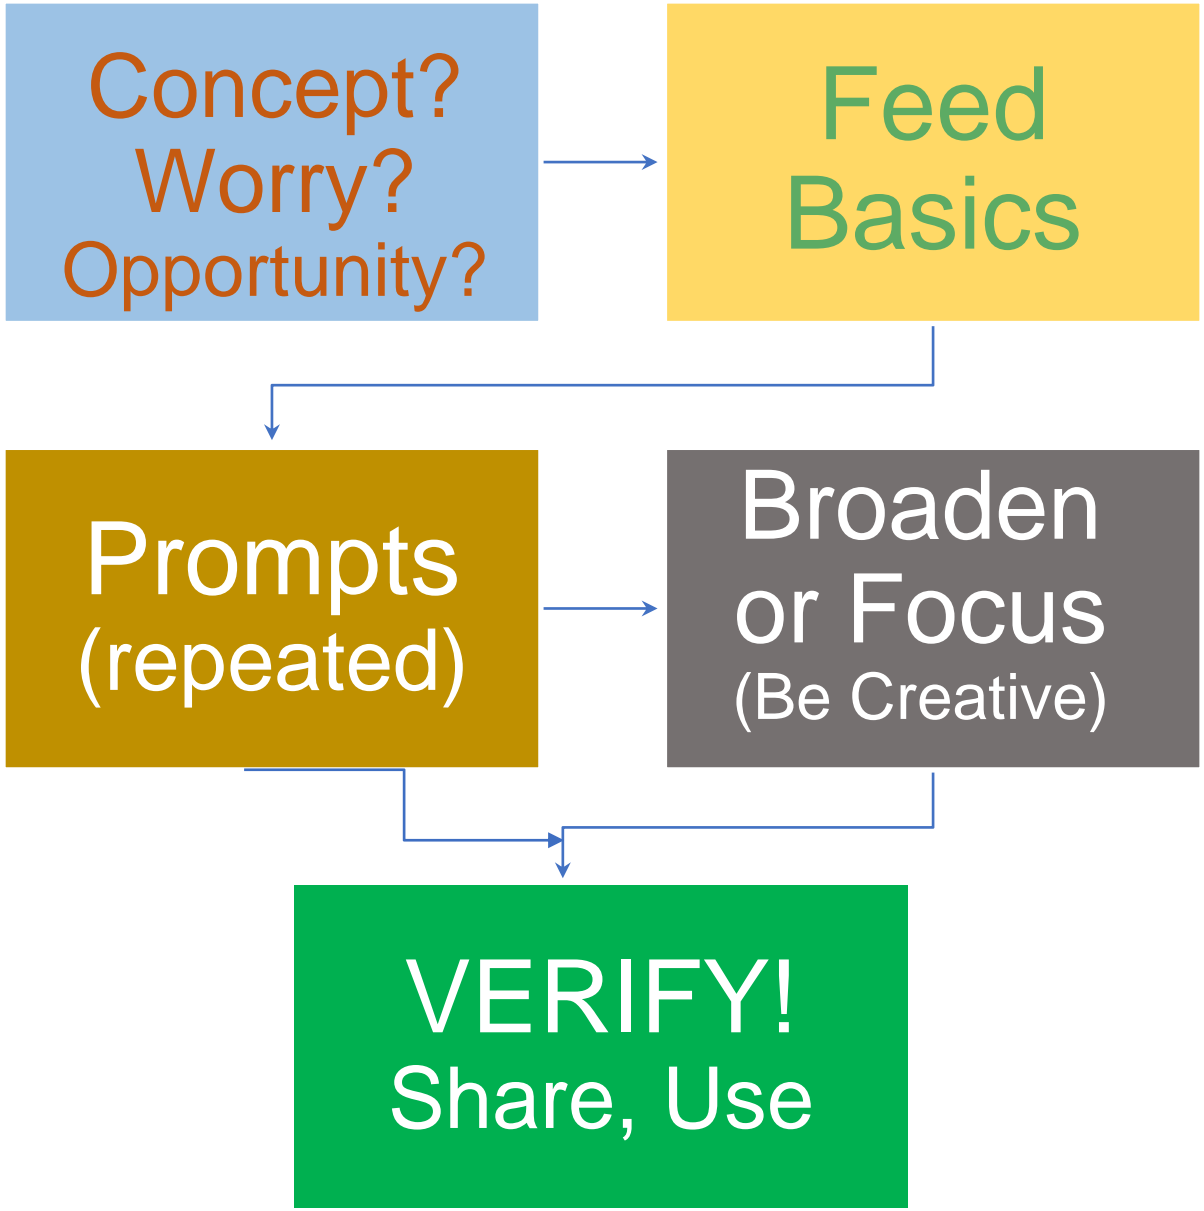 Concept?
Worry?
Opportunity?
Feed
Basics
Prompts
(repeated)
Broaden
or Focus
(Be Creative)
VERIFY!
Share, Use